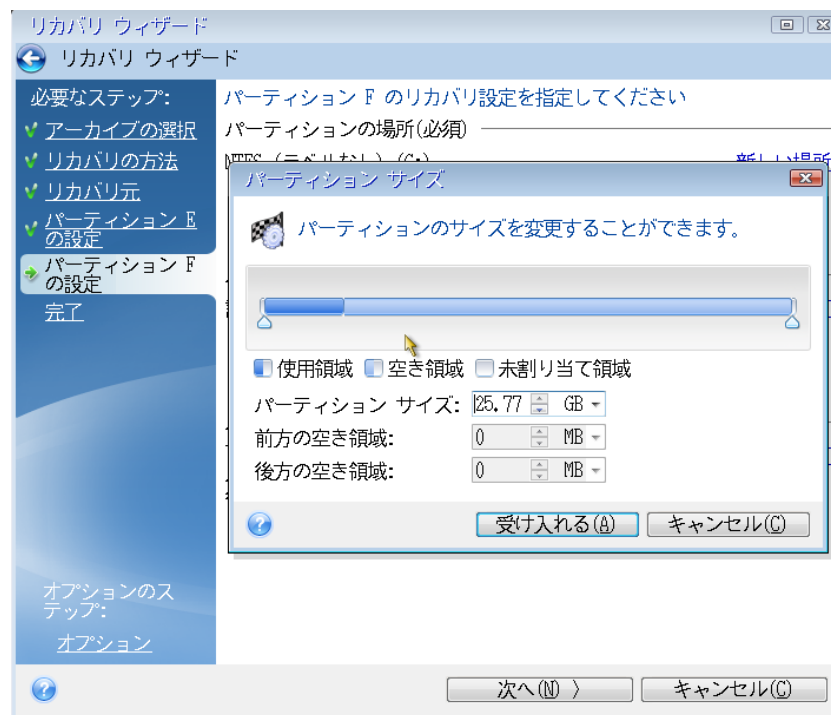 リカバリ ウィザード
リカバリ ウィザード
必要なステップ:
アーカイブの選択
リカバリの方法
リカバリ元
パーティション E
の設定
パーティション F
の設定
完了
オプションのス
テップ:
オプション
パーティション F のリカバリ設定を指定してください
パーティションの場所(必須)
パーティション サイズ
パーティションのサイズを変更することができます。
使用領域 空き領域 未割り当て領域
パーティション サイズ: 25.77 GB
前方の空き領域: 0 MB
後方の空き領域: 0 MB
受け入れる(A) キャンセル(C)
次へ(N) 〉 キャンセル(C)